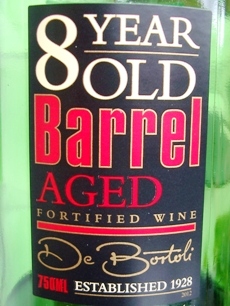 8 YEAR
OLD
Barrel
AGED
FORTIFIED WINE
De Bortoli
750ML ESTABLISHED 1928